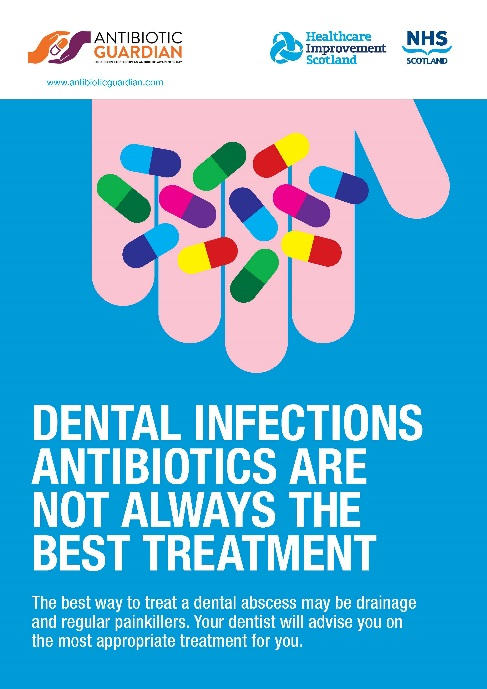 ANTIBIOTIC
GUARDIAN
www.antibioticguardian.com
Healthcare
Improvement
Scotland
NHS
SCOTLAND
DENTAL INFECTIONS
ANTIBIOTICS ARE
NOT ALWAYS THE
BEST TREATMENT
The best way to treat a dental abscess may be drainage
and regular painkillers. Your dentist will advise you on
the most appropriate treatment for you.